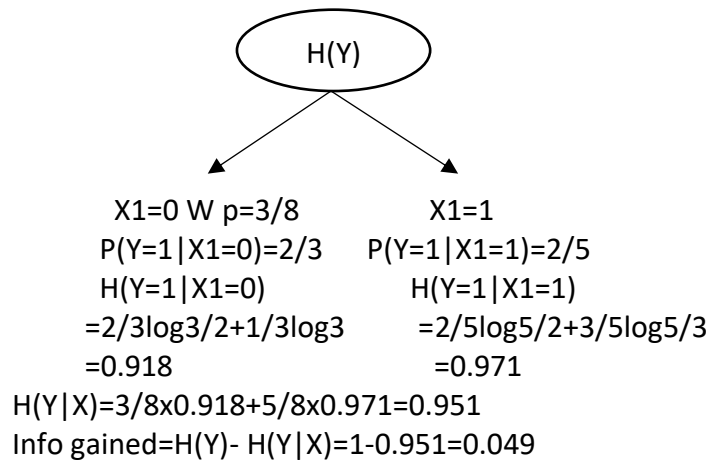 H(Y)
X1=0 W p=3/8 X1=1
P(Y=1|X1=0)=2/3 P(Y=1|X1=1)=2/5
H(Y=1|X1=0) H(Y=1|X1=1)
=2/3log3/2+1/3log3 =2/5log5/2+3/5log5/3
=0.918 =0.971
H(Y|X)=3/8x0.918+5/8x0.971=0.951
Info gained=H(Y)- H(Y|X)=1-0.951=0.049